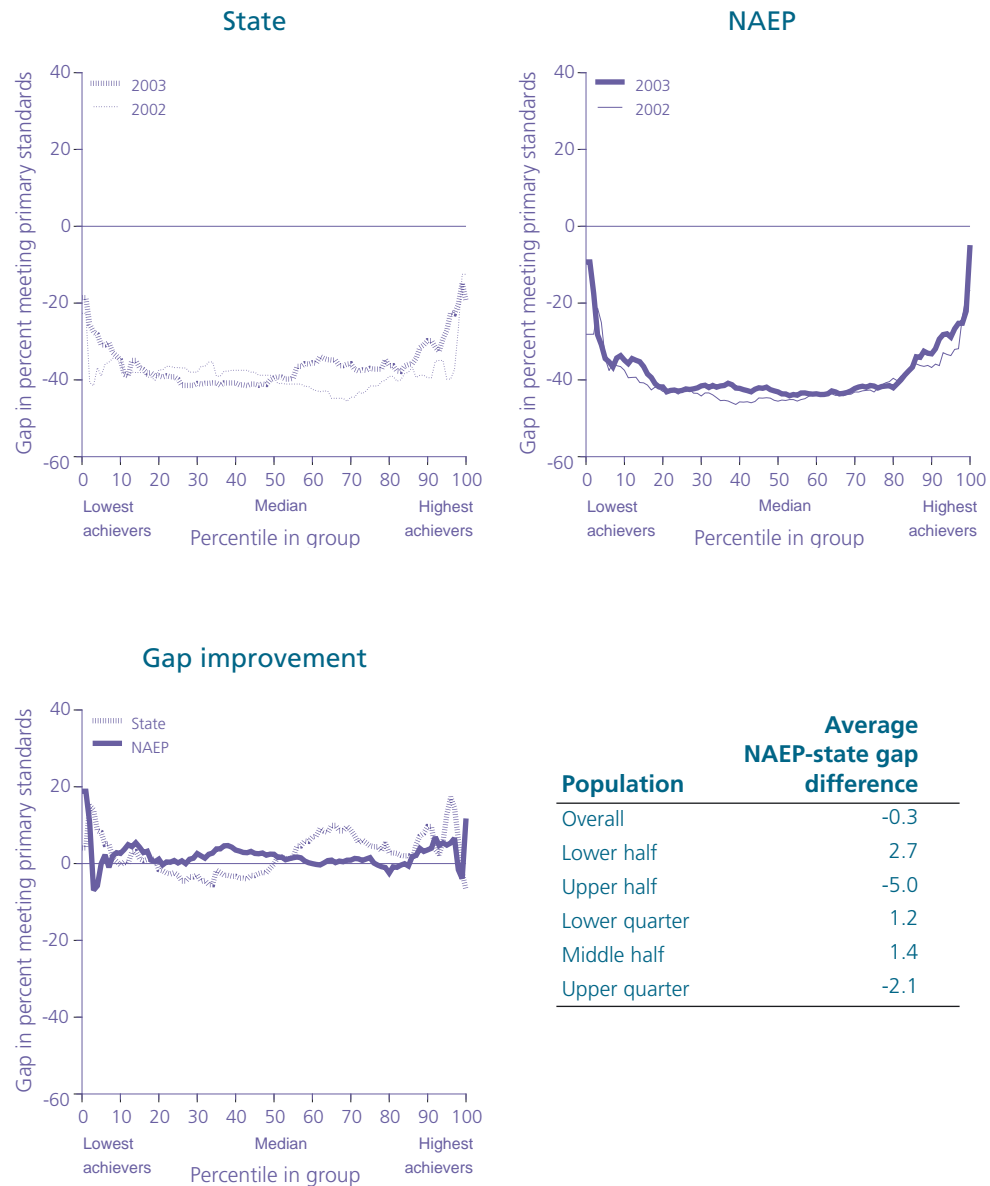 State
Gap in percent meeting primary standards
40
20
0
-20
-40
-60
2003
2002
0 10 20 30 40 50 60 70 80 90 100
Lowest achievers
Median
Highest achievers
Percentile in group
NAEP
Gap in percent meeting primary standards
40
20
0
-20
-40
-60
2003
2002
0 10 20 30 40 50 60 70 80 90 100
Lowest achievers
Median
Highest achievers
Percentile in group
Gap improvement
Gap in percent meeting primary standards
40
20
0
-20
-40
-60
State
NAEP
0 10 20 30 40 50 60 70 80 90 100
Lowest achievers
Median
Highest achievers
Percentile in group
Average
NAEP-state gap
Population difference
Overall -0.3
Lower half 2.7
Upper half -5.0
Lower quarter 1.2
Middle half 1.4
Upper quarter -2.1